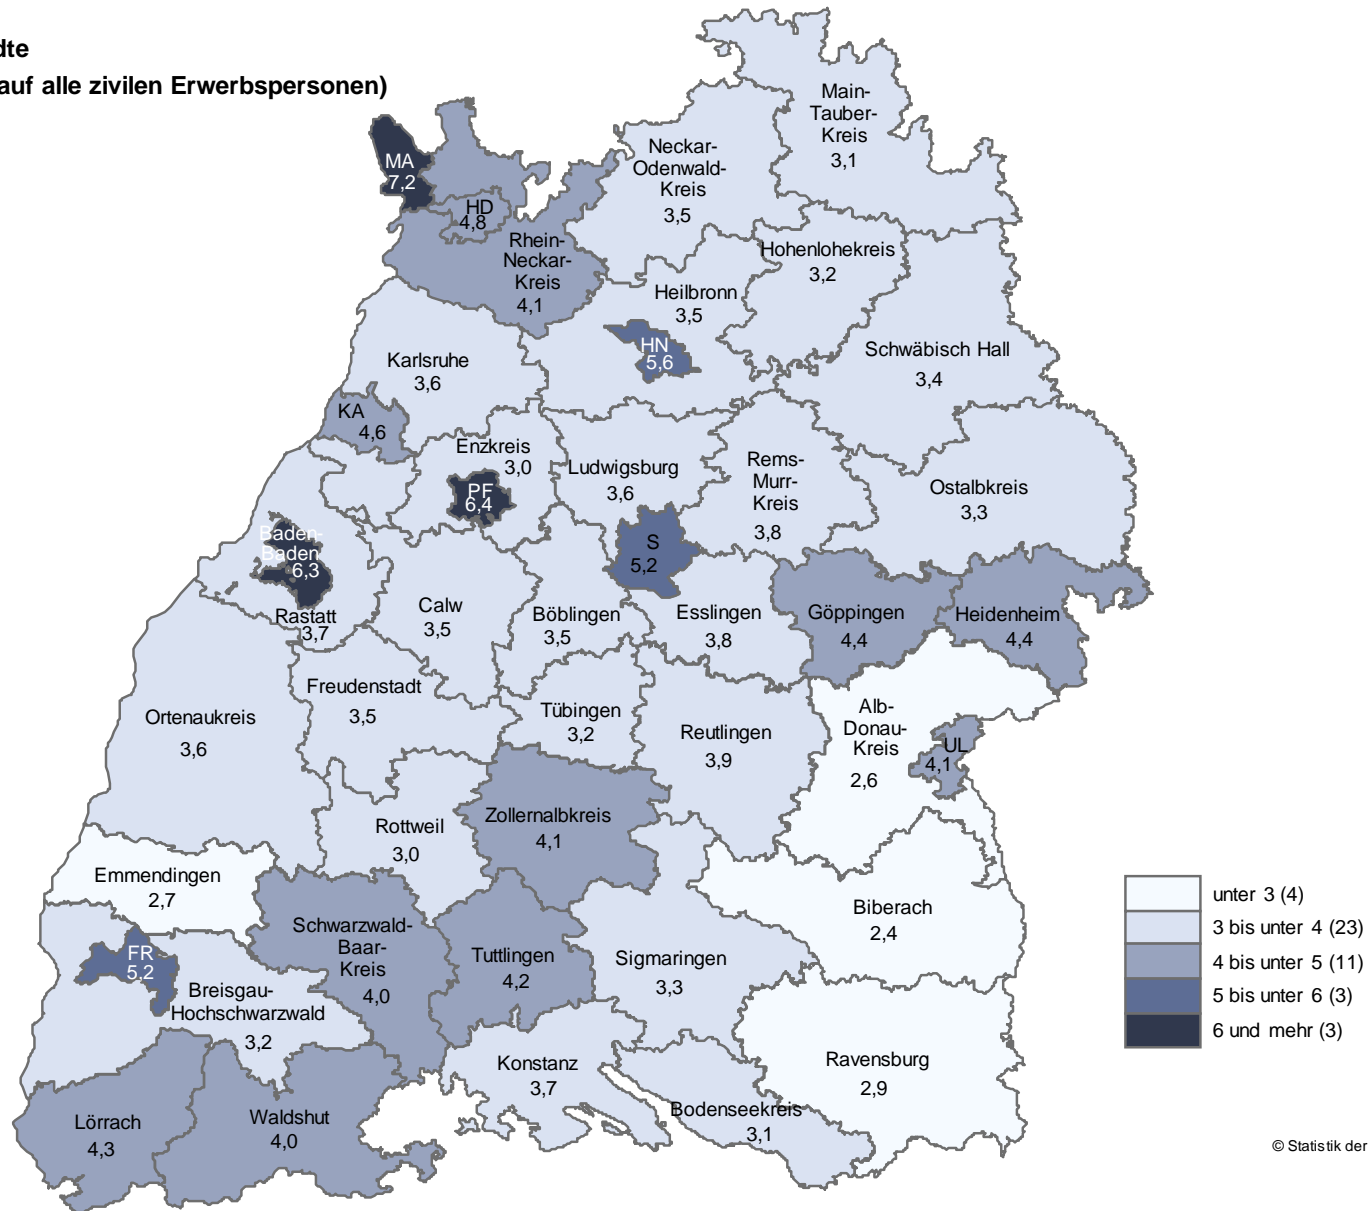 dte
auf alle zivilen Erwerbspersonen)
Main-
Tauber-
Kreis
3,1
Neckar-
Odenwald-
Kreis
3,5
MA
7,2
HD
4,8
Rhein-
Neckar-
Kreis
4,1
Hohenlohekreis
3,2
Heilbronn
3,5
HN
5,6
Schwäbisch Hall
3,4
Karlsruhe
3,6
KA
4,6
Enzkreis
3,0
PF
6,4
Ludwigsburg
3,6
Rems-
Murr-
Kreis
3,8
Ostalbkreis
3,3
Baden-
Baden
6,3
Rastatt
3,7
S
5,2
Calw
3,5
Böblingen
3,5
Esslingen
3,8
Göppingen
4,4
Heidenheim
4,4
Freudenstadt
3,5
Ortenaukreis
3,6
Tübingen
3,2
Reutlingen
3,9
Alb-
Donau-
Kreis
2,6
UL
4,1
Zollernalbkreis
4,1
Rottweil
3,0
Emmendingen
2,7
Biberach
2,4
Schwarzwald-
Baar-
Kreis
4,0
FR
5,2
Tuttlingen
4,2
Sigmaringen
3,3
Breisgau-
Hochschwarzwald
3,2
Konstanz
3,7
Ravensburg
2,9
Bodenseekreis
3,1
Lörrach
4,3
Waldshut
4,0
unter 3 (4)
3 bis unter 4 (23)
4 bis unter 5 (11)
5 bis unter 6 (3)
6 und mehr (3)
© Statistik der